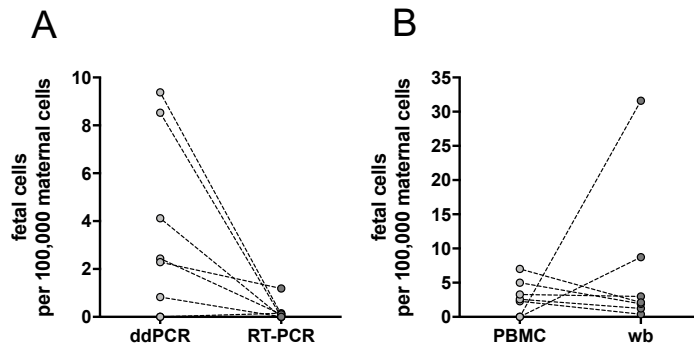 A
fetal cells
per 100,000 maternal cells
10
8
6
4
2
0
ddPCR RT-PCR
B
fetal cells
per 100,000 maternal cells
35
30
25
20
15
10
5
0
PBMC wb